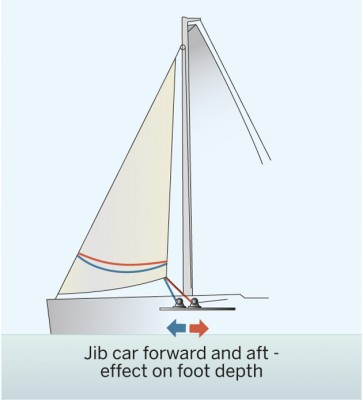 Jib car forward and aft -
effect on foot depth